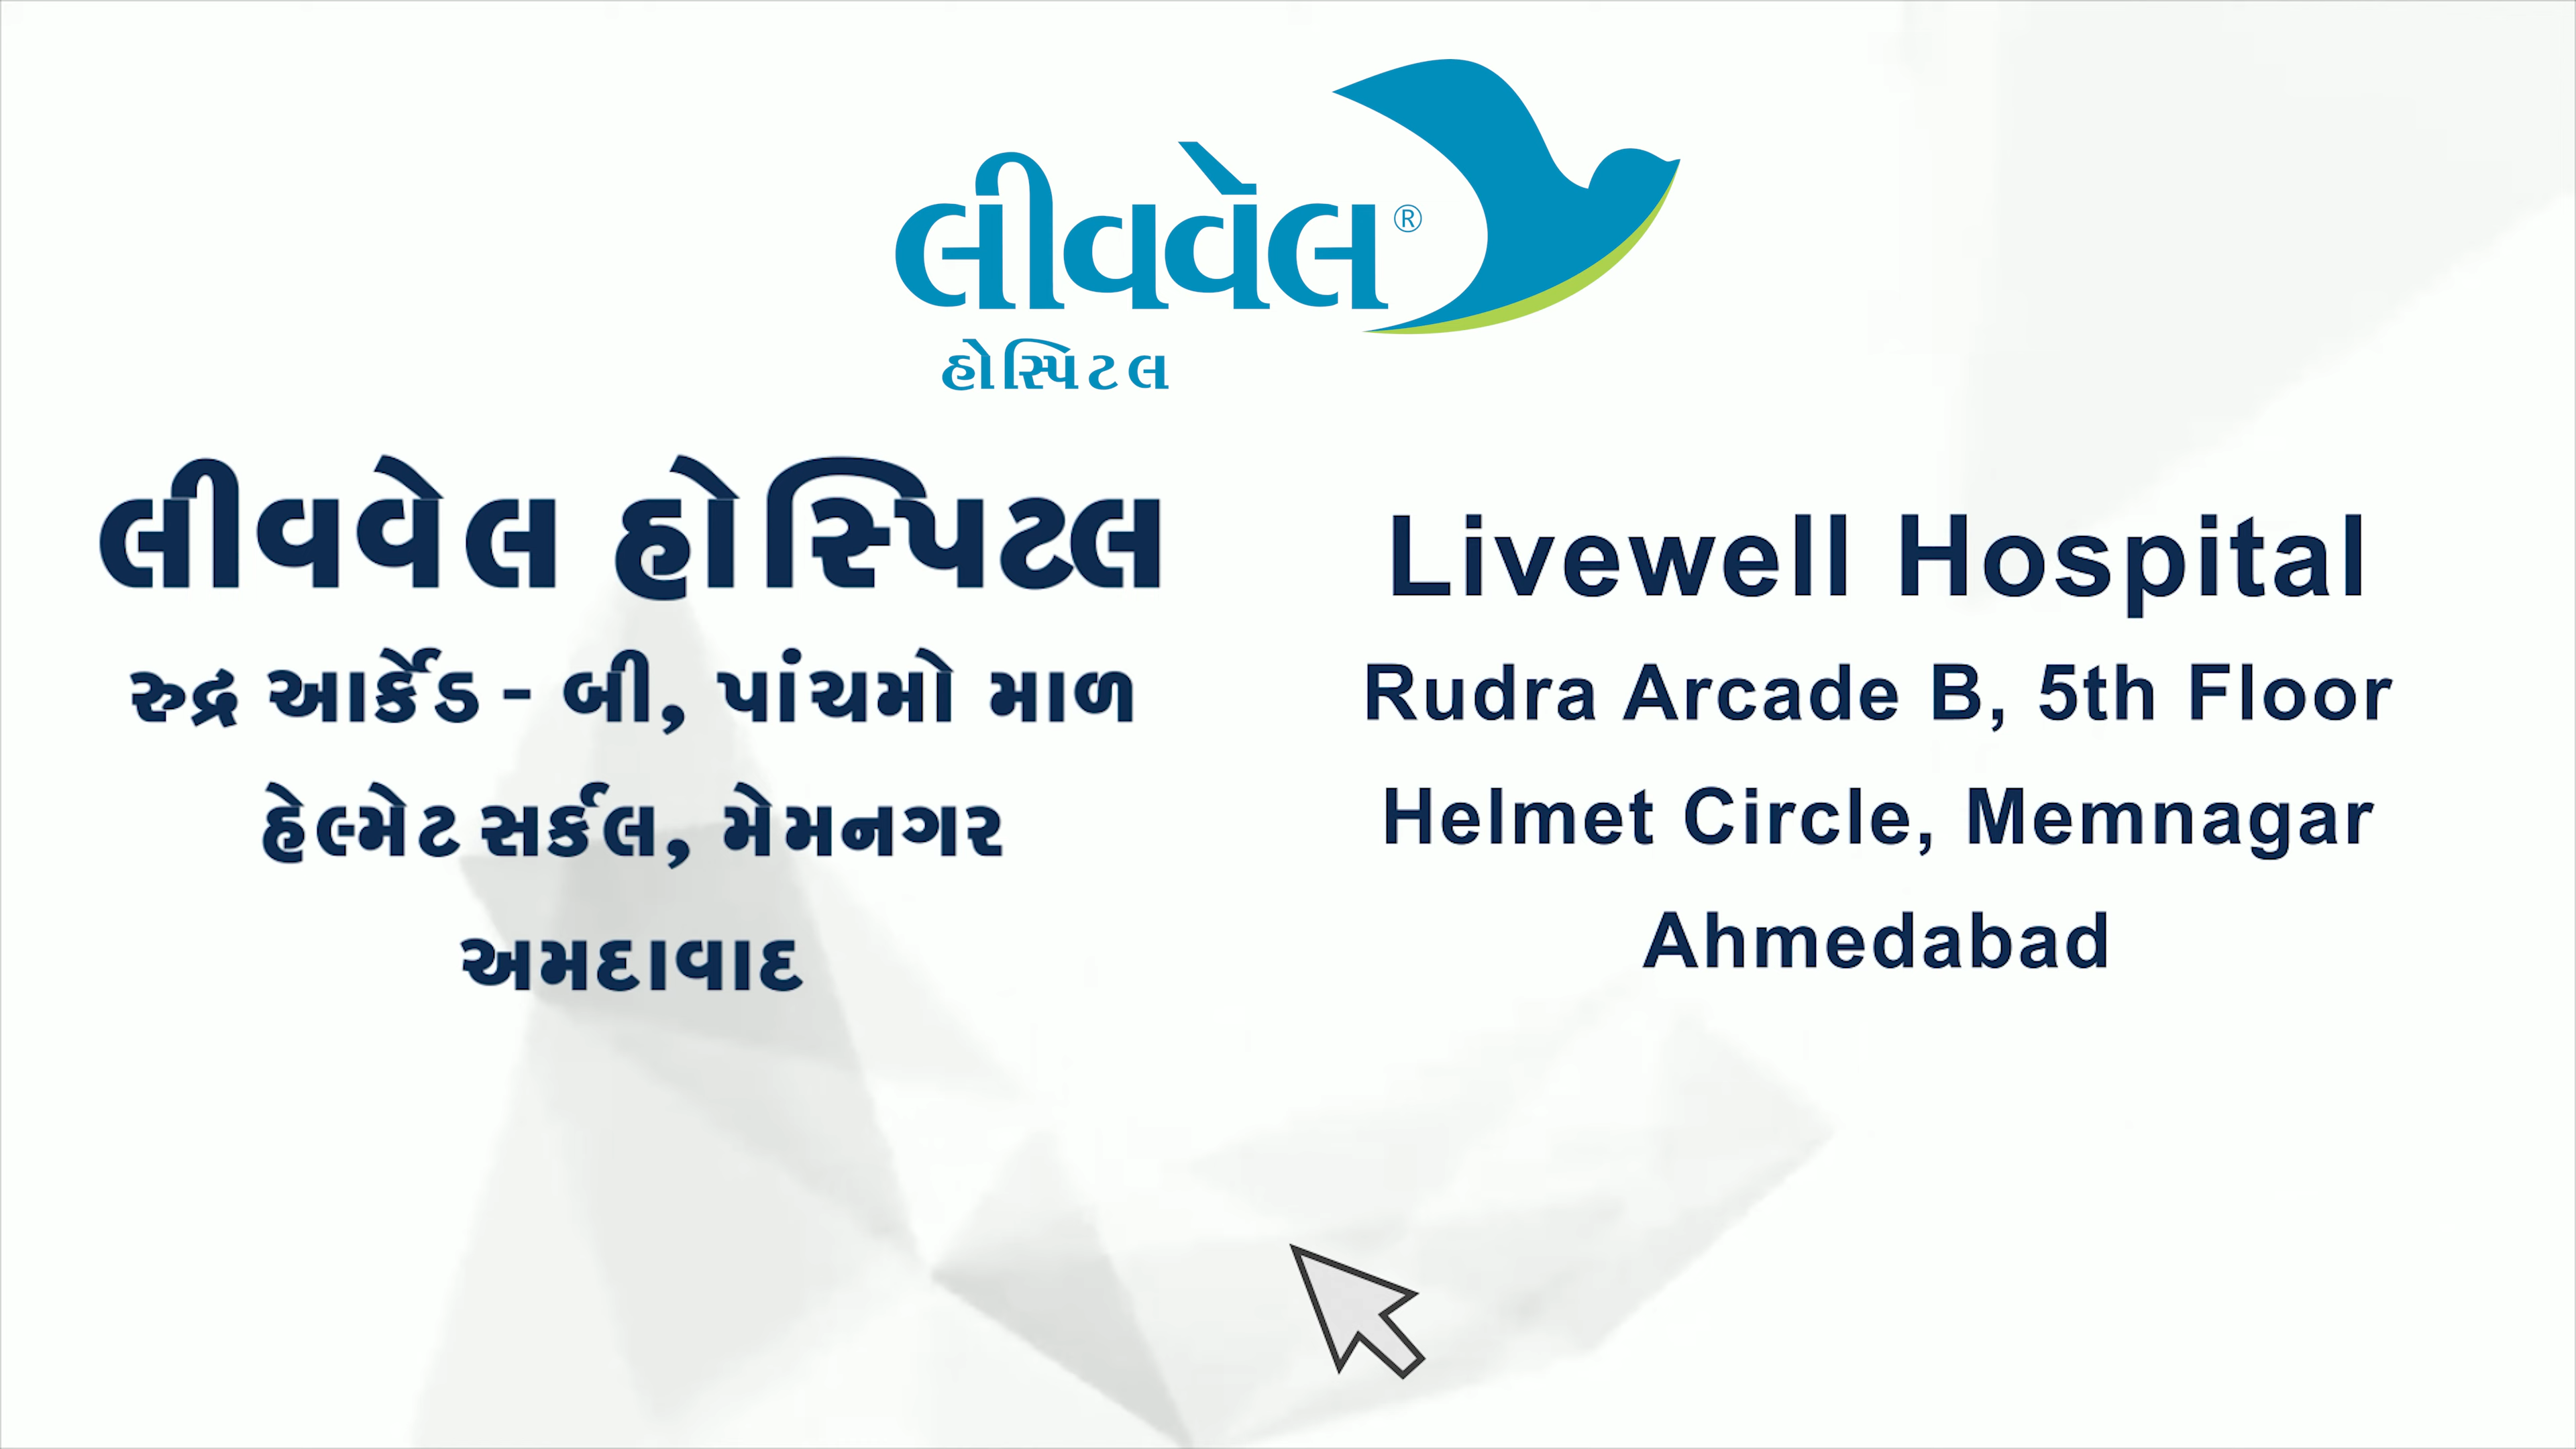 લીવવેલ®
હોસ્પિટલ
લીવવેલ હોસ્પિટલ
રુદ્ર આર્કેડ - બી, પાંચમો માળ
હેલ્મેટ સર્કલ, મેમનગર
અમદાવાદ
Livewell Hospital
Rudra Arcade B, 5th Floor
Helmet Circle, Memnagar
Ahmedabad